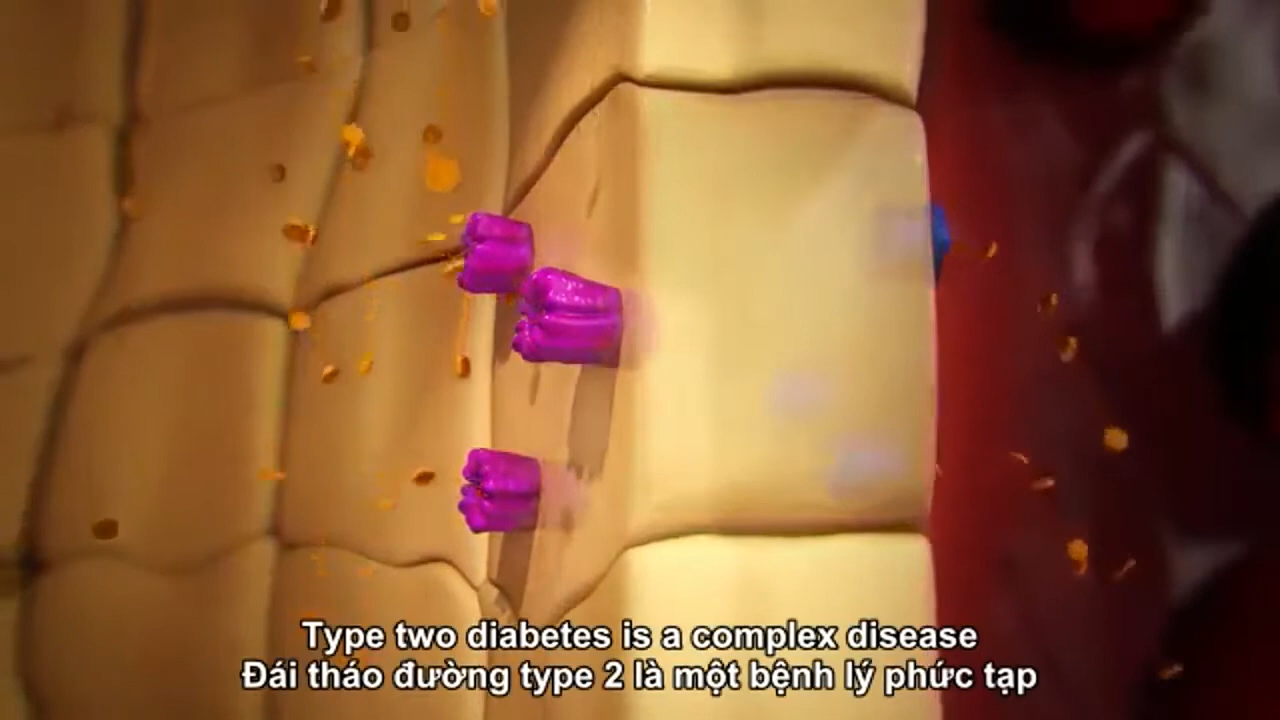 Type two diabetes is a complex disease
Đái tháo đường type 2 là một bệnh lý phức tạp